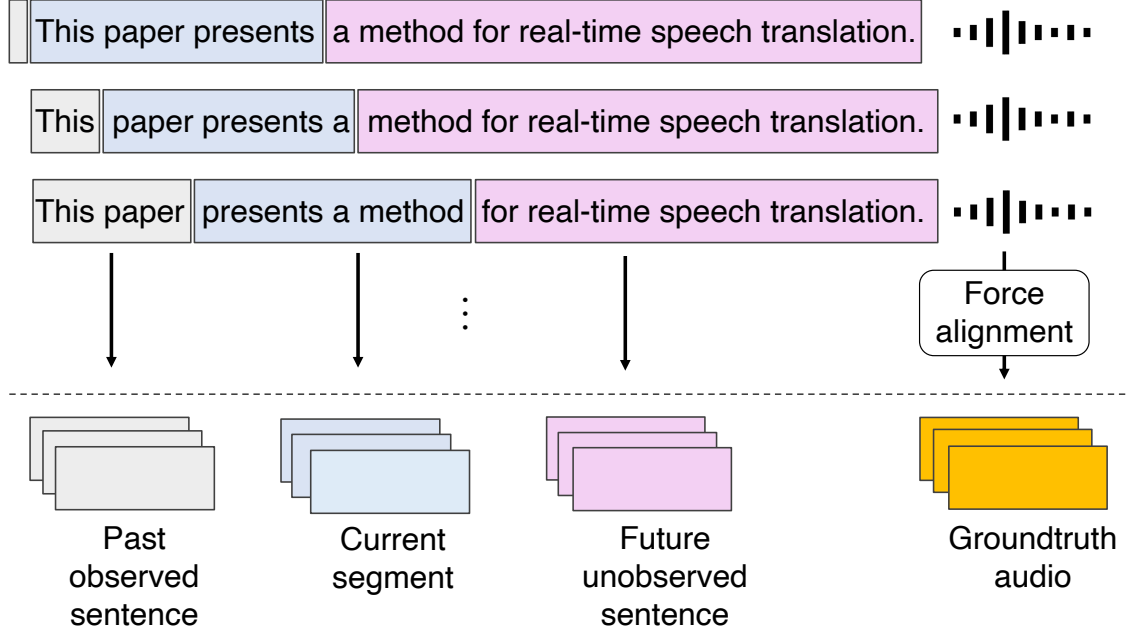 This paper presents a method for real-time speech translation.
This paper presents a method for real-time speech translation.
This paper presents a method for real-time speech translation.
Force
alignment
Past
observed
sentence
Current
segment
Future
unobserved
sentence
Groundtruth
audio